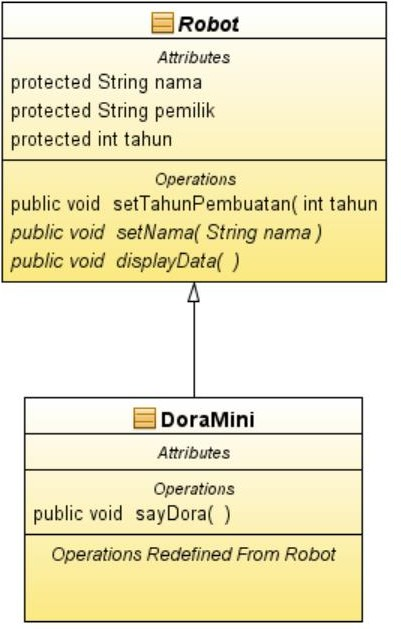 Robot
Attributes
protected String nama
protected String pemilik
protected int tahun
Operations
public void setTahunPembuatan( int tahun
public void setNama( String nama )
public void displayData( )
DoraMini
Attributes
Operations
public void sayDora( )
Operations Redefined From Robot